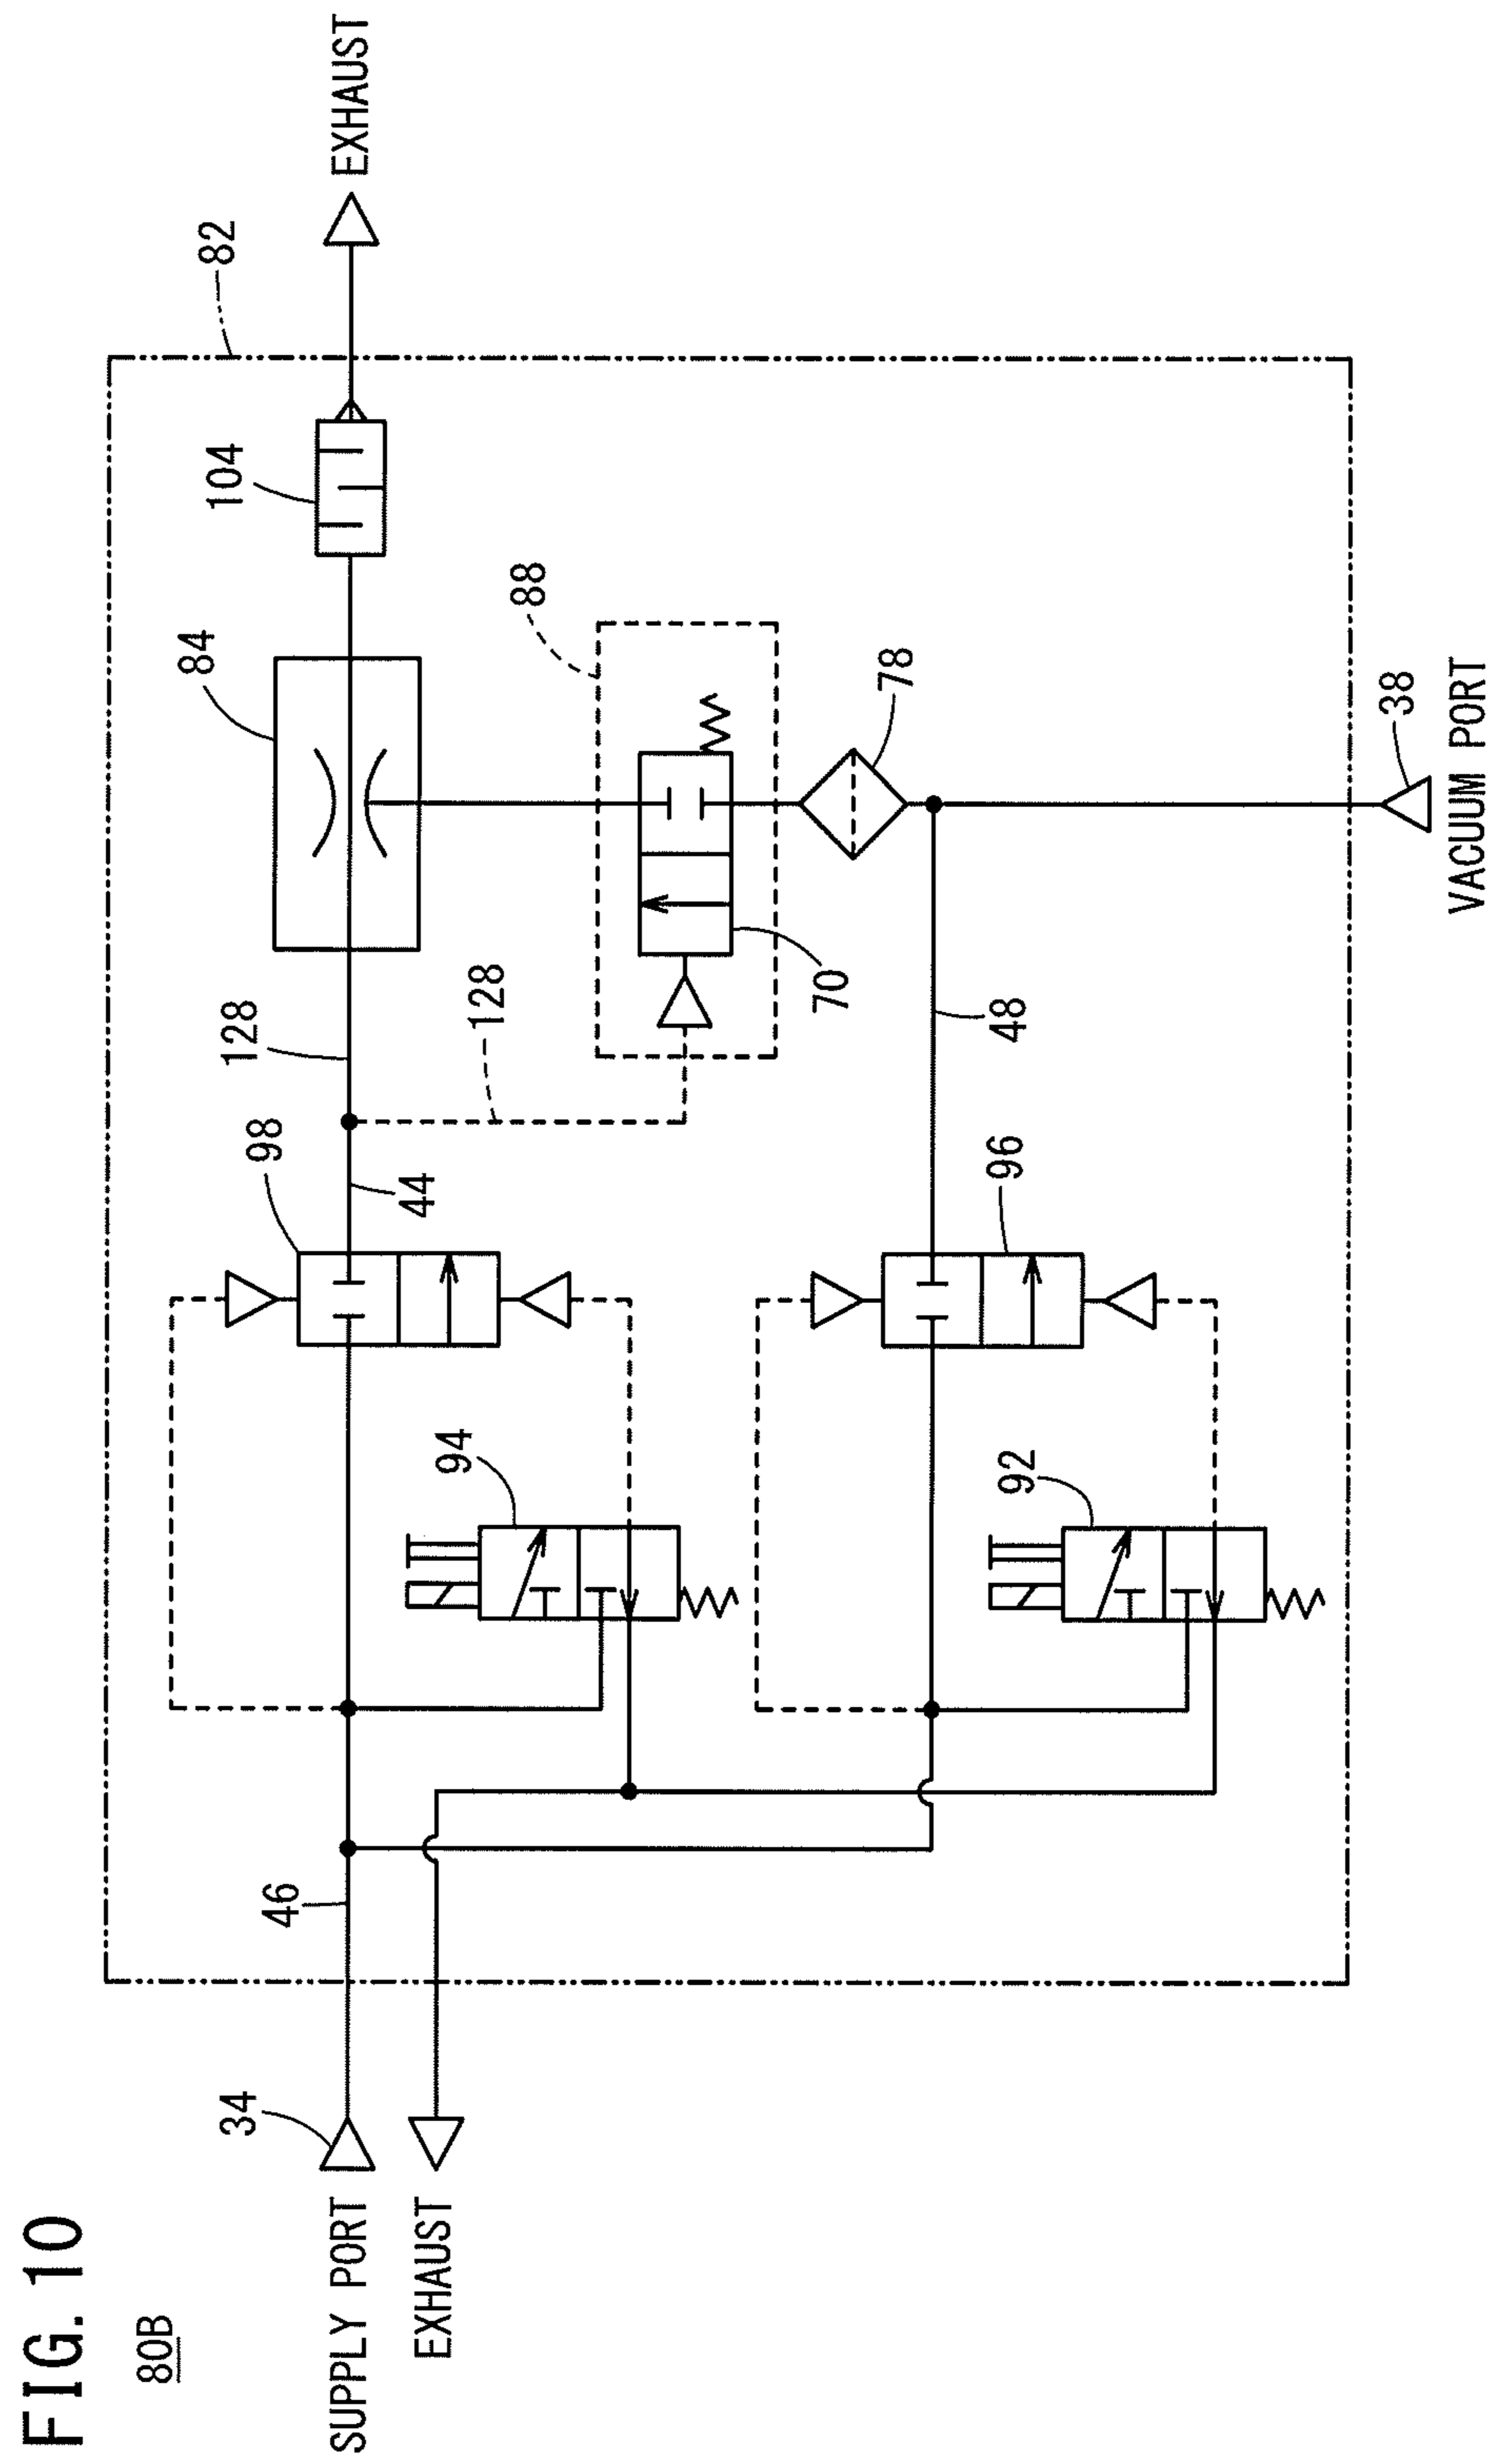 FIG. 10
80B
SUPPLY PORT
34
EXHAUST
46
94
92
98
44
96
128
128
48
84
88
70
78
104
82
EXHAUST
38
VACUUM PORT